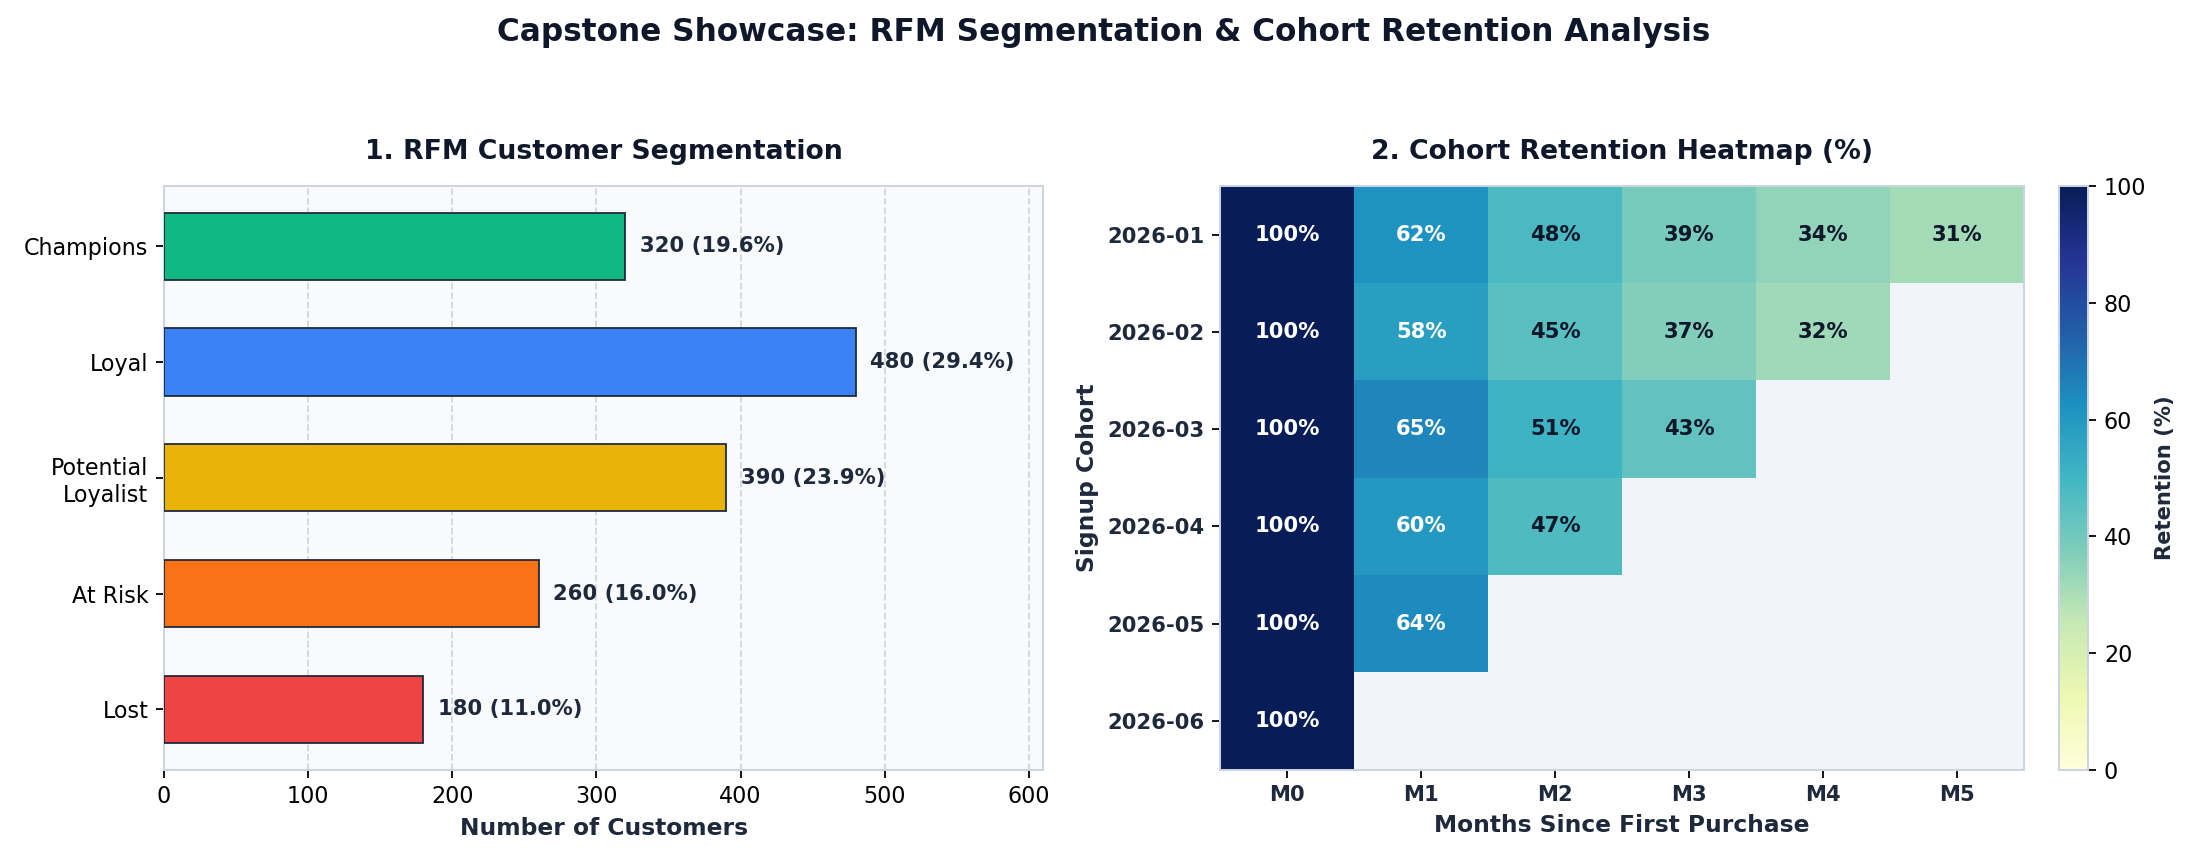 Capstone Showcase: RFM Segmentation & Cohort Retention Analysis
1. RFM Customer Segmentation
Champions
320 (19.6%)
Loyal
480 (29.4%)
Potential
Loyalist
390 (23.9%)
At Risk
260 (16.0%)
Lost
180 (11.0%)
0 100 200 300 400 500 600
Number of Customers
2. Cohort Retention Heatmap (%)
Signup Cohort
2026-01 100% 62% 48% 39% 34% 31%
2026-02 100% 58% 45% 37% 32%
2026-03 100% 65% 51% 43%
2026-04 100% 60% 47%
2026-05 100% 64%
2026-06 100%
M0 M1 M2 M3 M4 M5
Months Since First Purchase
100
80
60
40
20
0
Retention (%)